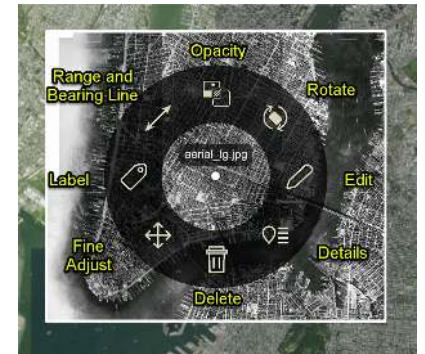 Opacity
Range and
Bearing Line
Rotate
aerial_lg.jpg
Label
Edit
Fine
Adjust
Details
Delete